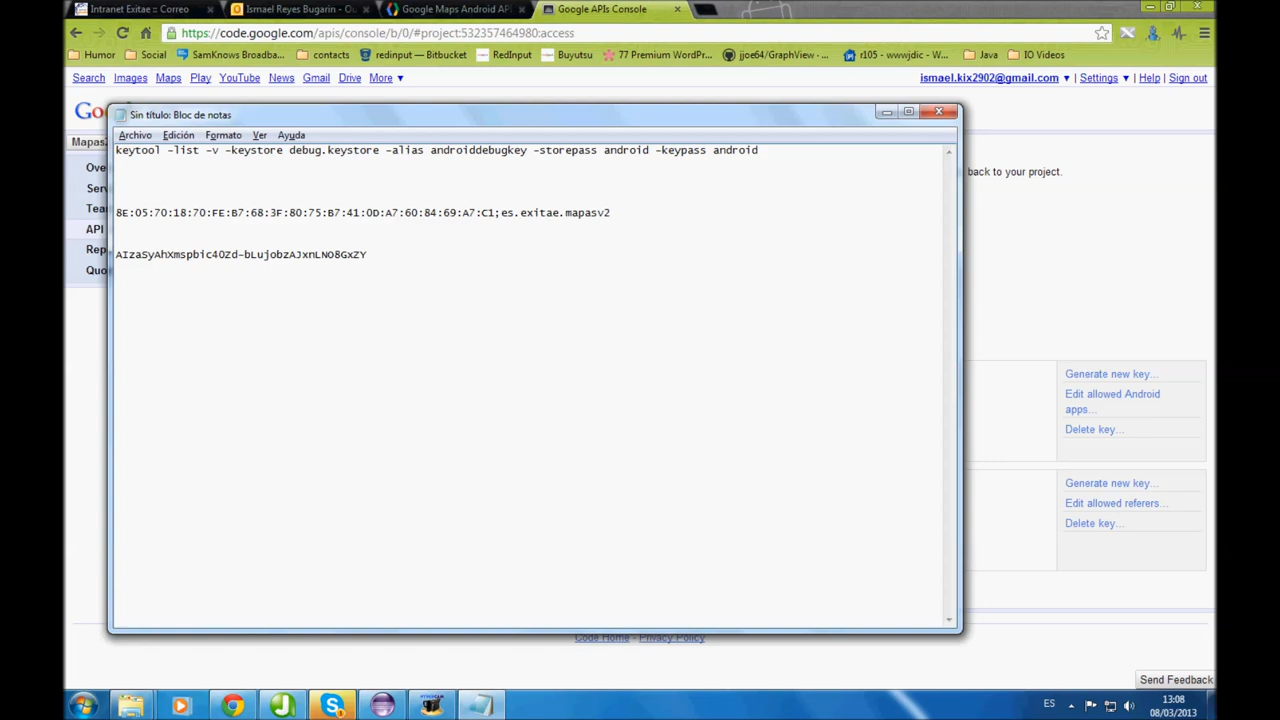 Intranet Exitae :: Correo
Ismael Reyes Bugarin - Ou
Google Maps Android AP
Google APIs Console
https://code.google.com/apis/console/b/0/#project:532357464980:access
Humor
Social
SamKnows Broadba...
contacts
redinput — Bitbucket
RedInput
Buyutsu
77 Premium WordPr...
jjoe64/GraphView · ...
r105 - wwwjdic - W...
Java
IO Videos
Search Images Maps Play YouTube News Gmail Drive More ▼
ismael.kix2902@gmail.com ▼ | Settings ▼ | Help | Sign out
Sin título: Bloc de notas
Archivo Edición Formato Ver Ayuda
keytool -list -v -keystore debug.keystore -alias androiddebugkey -storepass android -keypass android
back to your project.
8E:05:70:18:70:FE:B7:68:3F:80:75:B7:41:0D:A7:60:84:69:A7:C1;es.exitae.mapasv2
AIzaSyAhXmspbic4OZd-bLujobzAJxnLNO8GxZY
API
Generate new key...
Edit allowed Android
apps...
Delete key...
Generate new key...
Edit allowed referers...
Delete key...
Code Home - Privacy Policy
Send Feedback
ES
13:08
08/03/2013